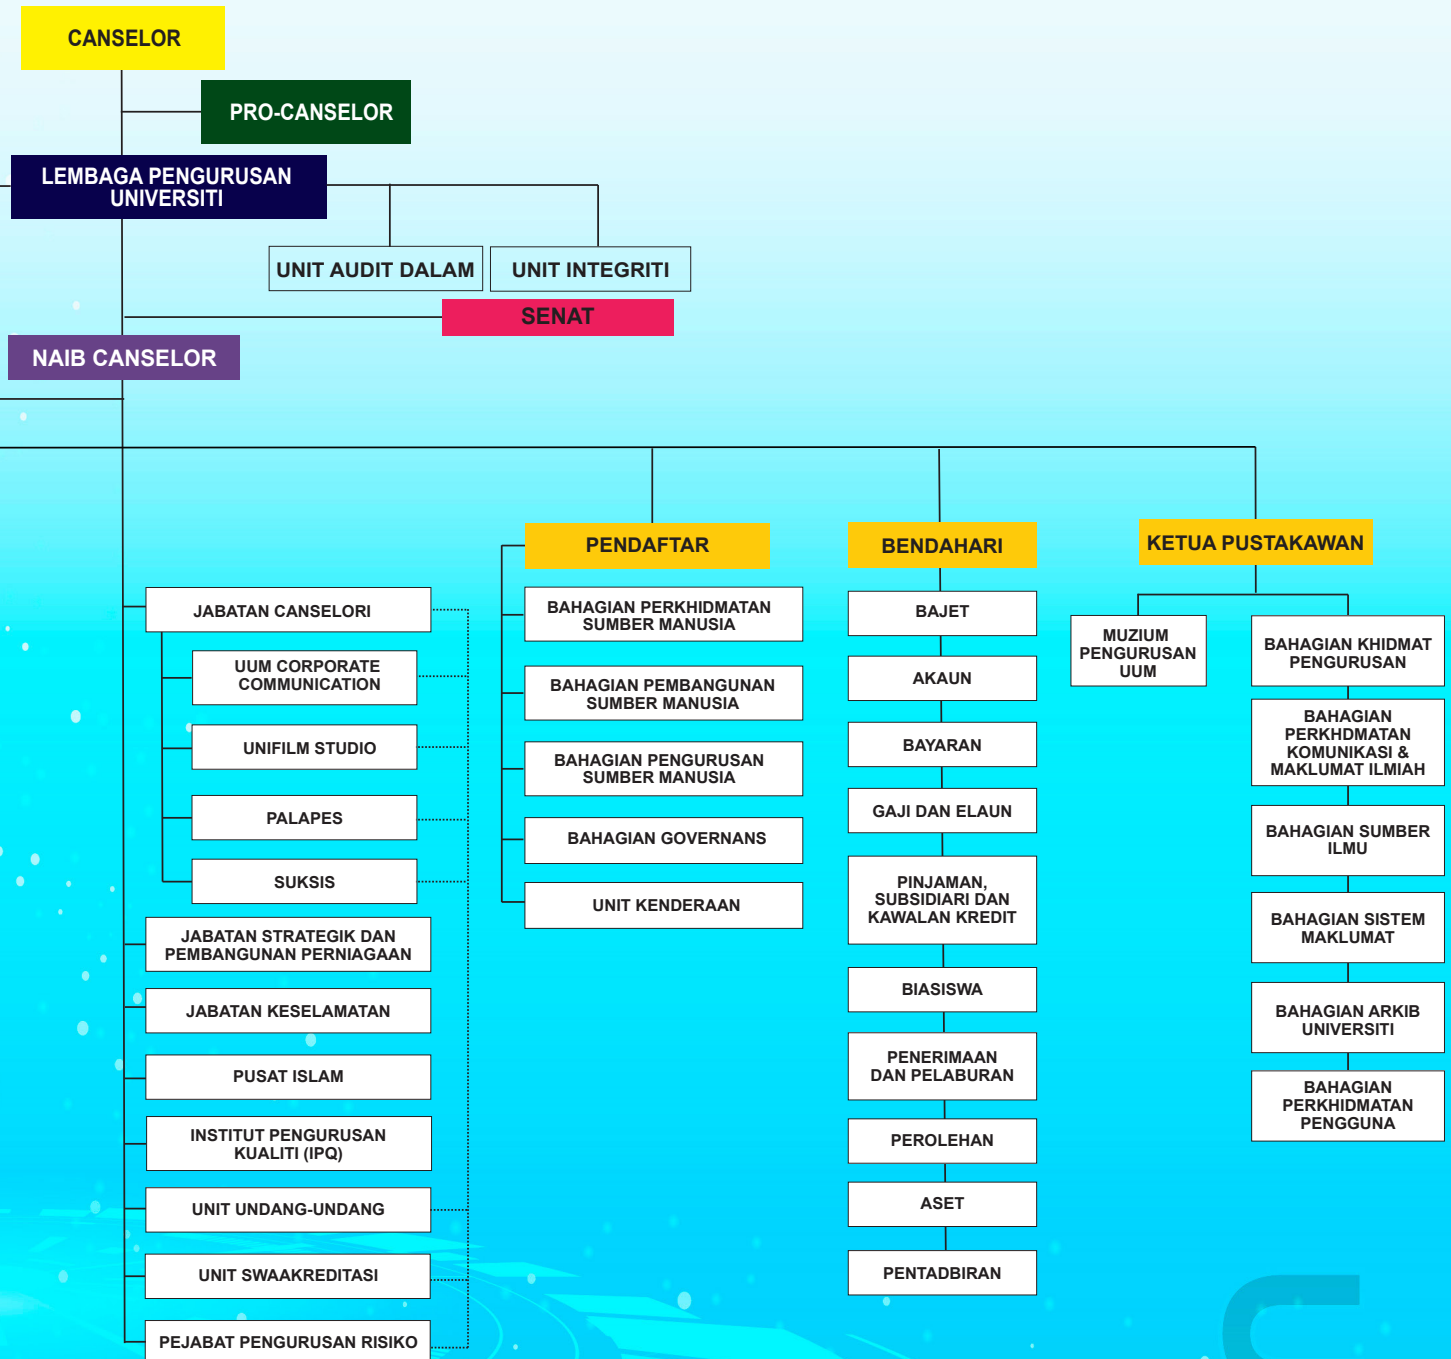 CANSELOR
PRO-CANSELOR
LEMBAGA PENGURUSAN
UNIVERSITI
UNIT AUDIT DALAM
UNIT INTEGRITI
SENAT
NAIB CANSELOR
JABATAN CANSELORI
UUM CORPORATE
COMMUNICATION
UNIFILM STUDIO
PALAPES
SUKSIS
JABATAN STRATEGIK DAN
PEMBANGUNAN PERNIAGAAN
JABATAN KESELAMATAN
PUSAT ISLAM
INSTITUT PENGURUSAN
KUALITI (IPQ)
UNIT UNDANG-UNDANG
UNIT SWAAKREDITASI
PEJABAT PENGURUSAN RISIKO
PENDAFTAR
BAHAGIAN PERKHIDMATAN
SUMBER MANUSIA
BAHAGIAN PEMBANGUNAN
SUMBER MANUSIA
BAHAGIAN PENGURUSAN
SUMBER MANUSIA
BAHAGIAN GOVERNANS
UNIT KENDERAAN
BENDAHARI
BAJET
AKAUN
BAYARAN
GAJI DAN ELAUN
PINJAMAN,
SUBSIDIARI DAN
KAWALAN KREDIT
BIASISWA
PENERIMAAN
DAN PELABURAN
PEROLEHAN
ASET
PENTADBIRAN
KETUA PUSTAKAWAN
MUZIUM
PENGURUSAN
UUM
BAHAGIAN KHIDMAT
PENGURUSAN
BAHAGIAN
PERKHDMATAN
KOMUNIKASI &
MAKLUMAT ILMIAH
BAHAGIAN SUMBER
ILMU
BAHAGIAN SISTEM
MAKLUMAT
BAHAGIAN ARKIB
UNIVERSITI
BAHAGIAN
PERKHIDMATAN
PENGGUNA